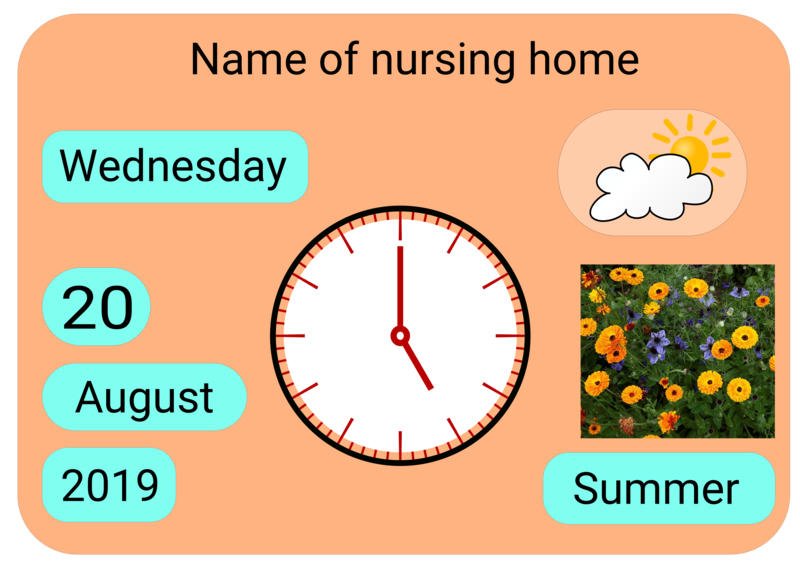 Name of nursing home
Wednesday
20
August
2019
Summer